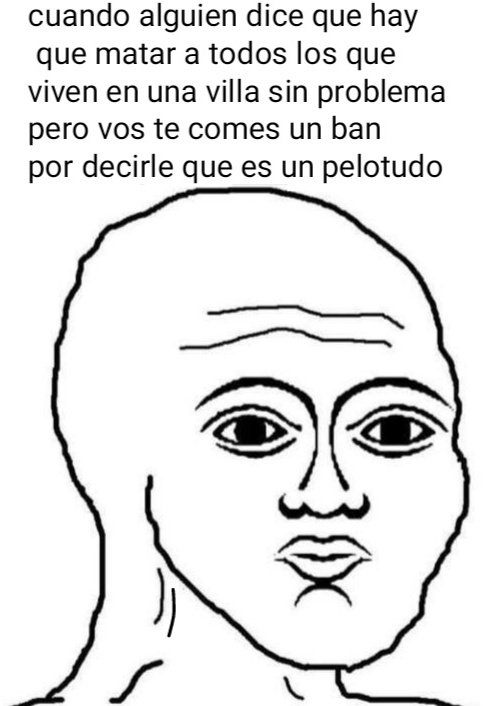 cuando alguien dice que hay
que matar a todos los que
viven en una villa sin problema
pero vos te comes un ban
por decirle que es un pelotudo